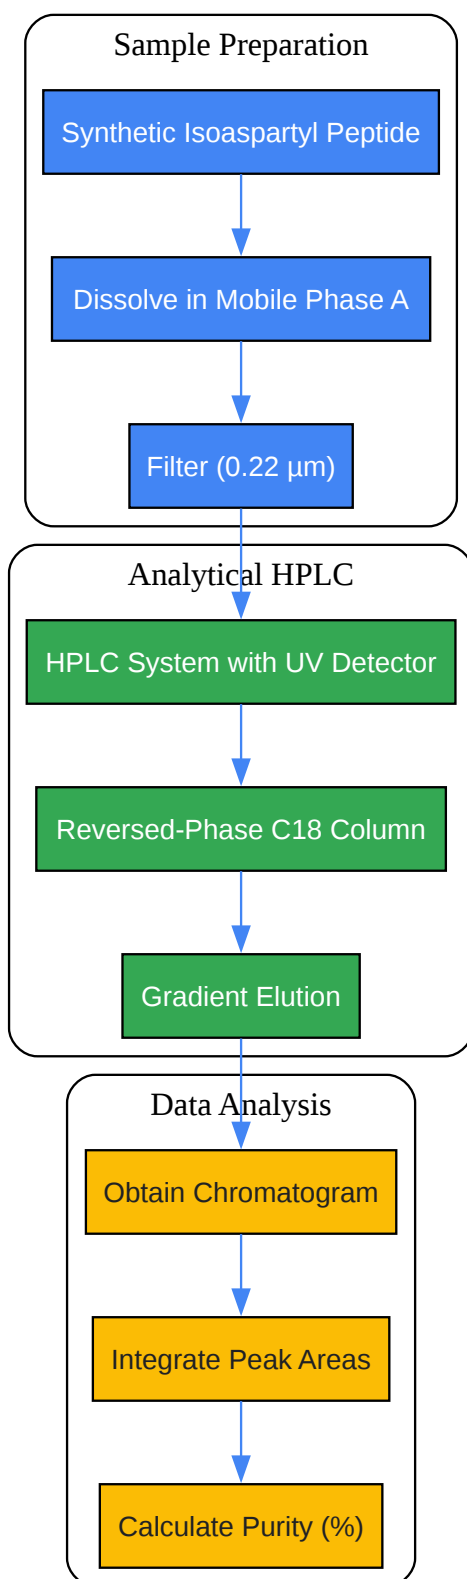 Sample Preparation
Synthetic Isoaspartyl Peptide
Dissolve in Mobile Phase A
Filter (0.22 µm)
Analytical HPLC
HPLC System with UV Detector
Reversed-Phase C18 Column
Gradient Elution
Data Analysis
Obtain Chromatogram
Integrate Peak Areas
Calculate Purity (%)